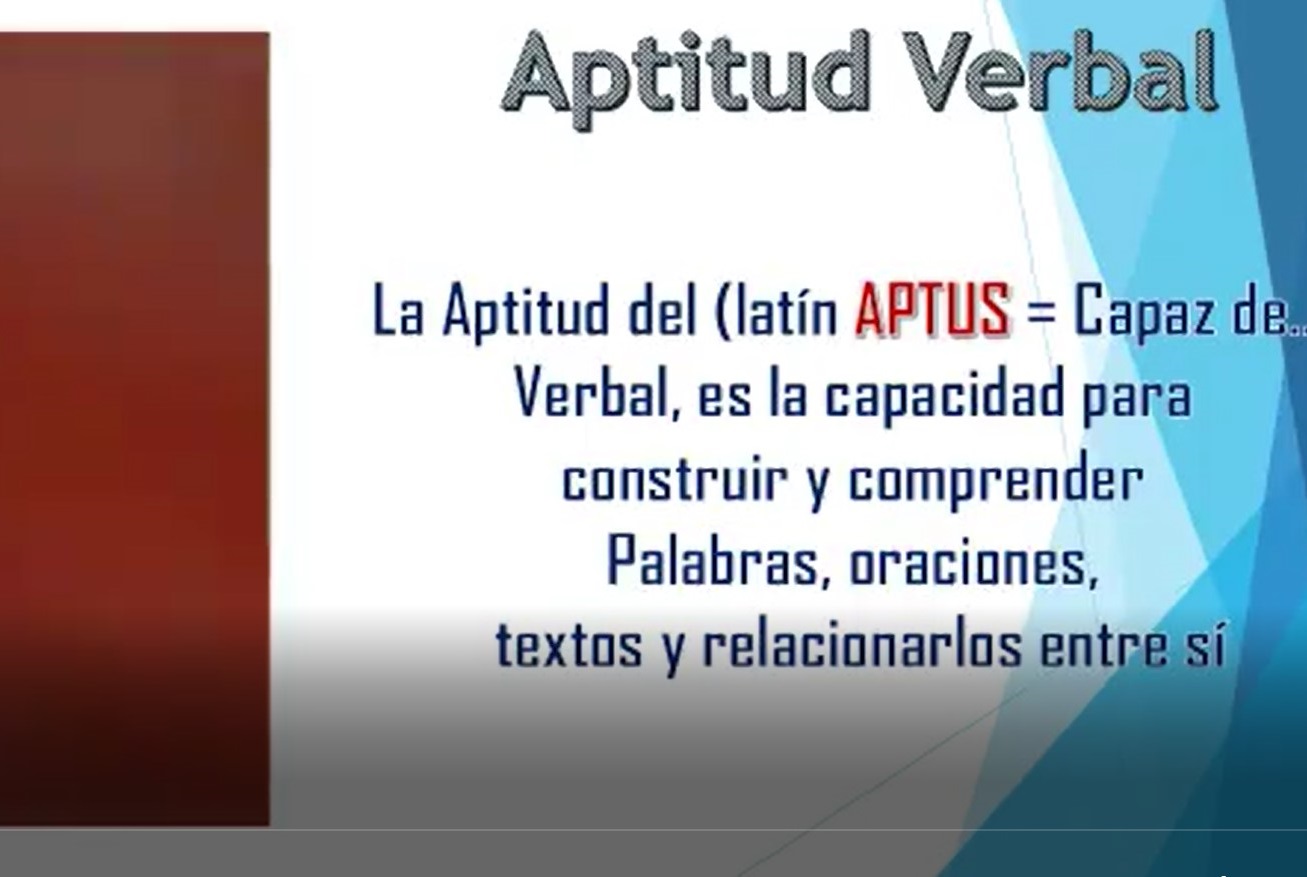 Aptitud Verbal
La Aptitud del (latín APTUS = Capaz de..
Verbal, es la capacidad para
construir y comprender
Palabras, oraciones,
textos y relacionarlos entre sí